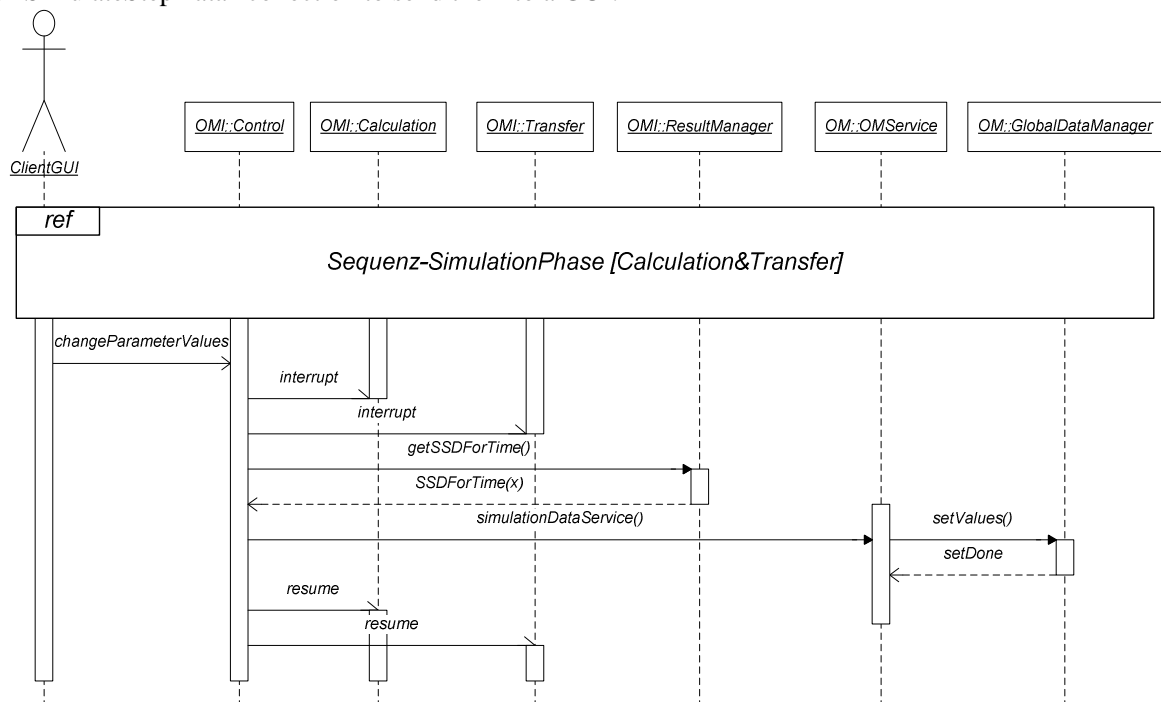 ClientGUI
OMI::Control
OMI::Calculation
OMI::Transfer
OMI::ResultManager
OM::OMService
OM::GlobalDataManager
ref
Sequenz-SimulationPhase [Calculation&Transfer]
changeParameterValues
interrupt
interrupt
getSSDForTime()
SSDForTime(x)
simulationDataService()
setValues()
setDone
resume
resume